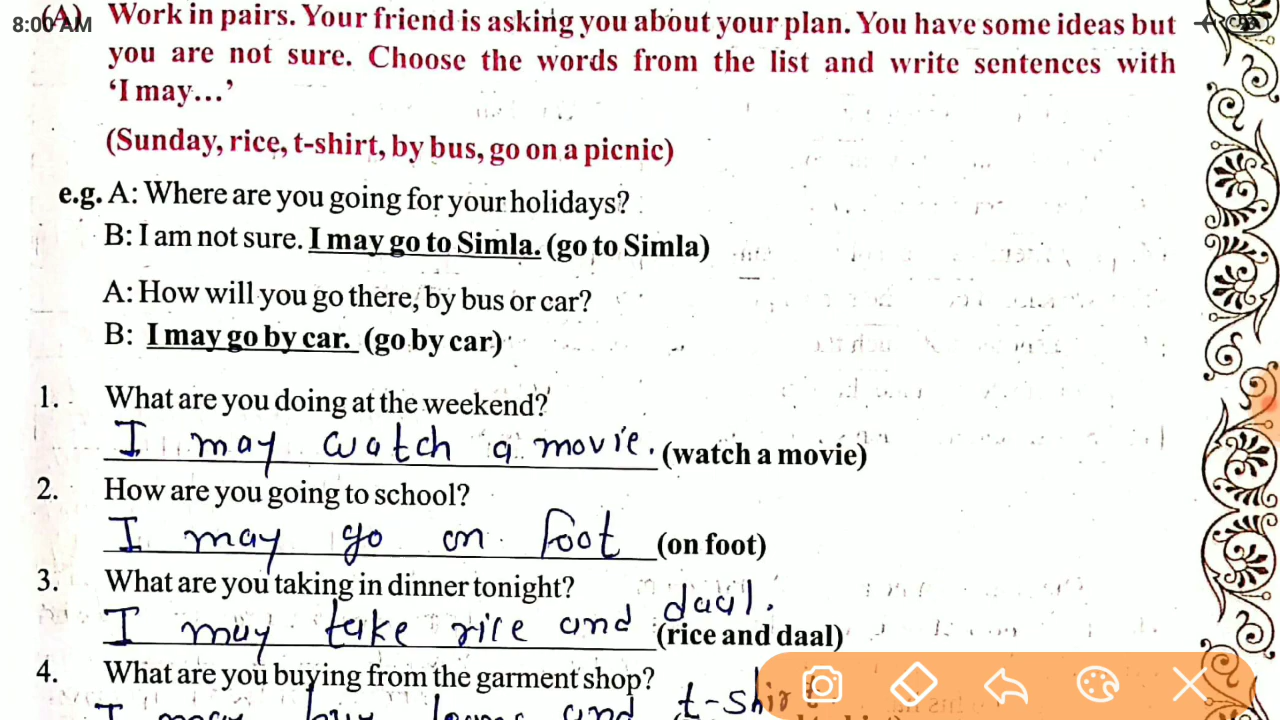 8:00 AM
(A) Work in pairs. Your friend is asking you about your plan. You have some ideas but
you are not sure. Choose the words from the list and write sentences with
‘I may…’
(Sunday, rice, t-shirt, by bus, go on a picnic)
e.g. A: Where are you going for your holidays?
B: I am not sure. I may go to Simla. (go to Simla)
A: How will you go there, by bus or car?
B: I may go by car. (go by car)
1. What are you doing at the weekend?
I may watch a movie. (watch a movie)
2. How are you going to school?
I may go on foot (on foot)
3. What are you taking in dinner tonight?
I may take rice and daal. (rice and daal)
4. What are you buying from the garment shop?
I may buy and t-shirt